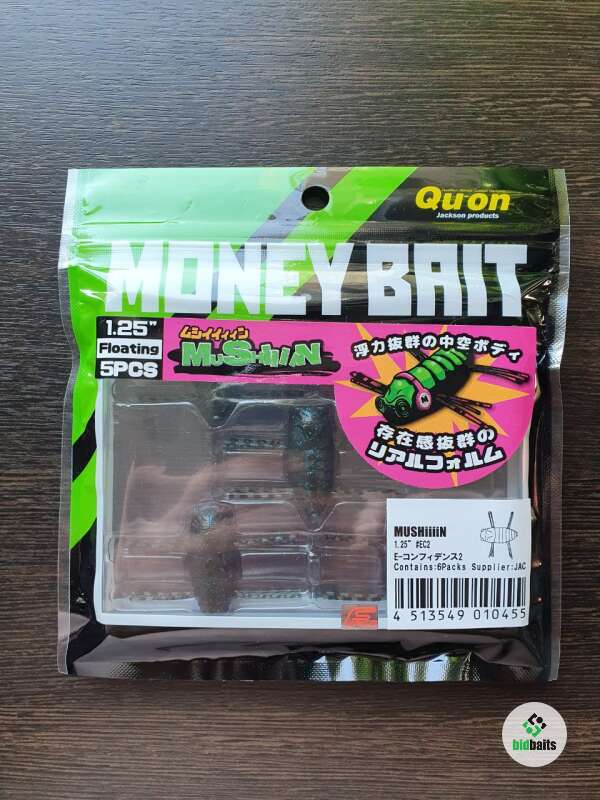 Qu-on
Jackson products
MONEY BAIT
1.25"
Floating
5PCS
ムシイイィィン
MUSHIIIIN
浮力抜群の中空ボディ
存在感抜群の
リアルフォルム
MUSHiiiiN
1.25" #EC2
E-コンフィデンス2
Contains:6Packs Supplier:JAC
4 513549 010455
bidbaits